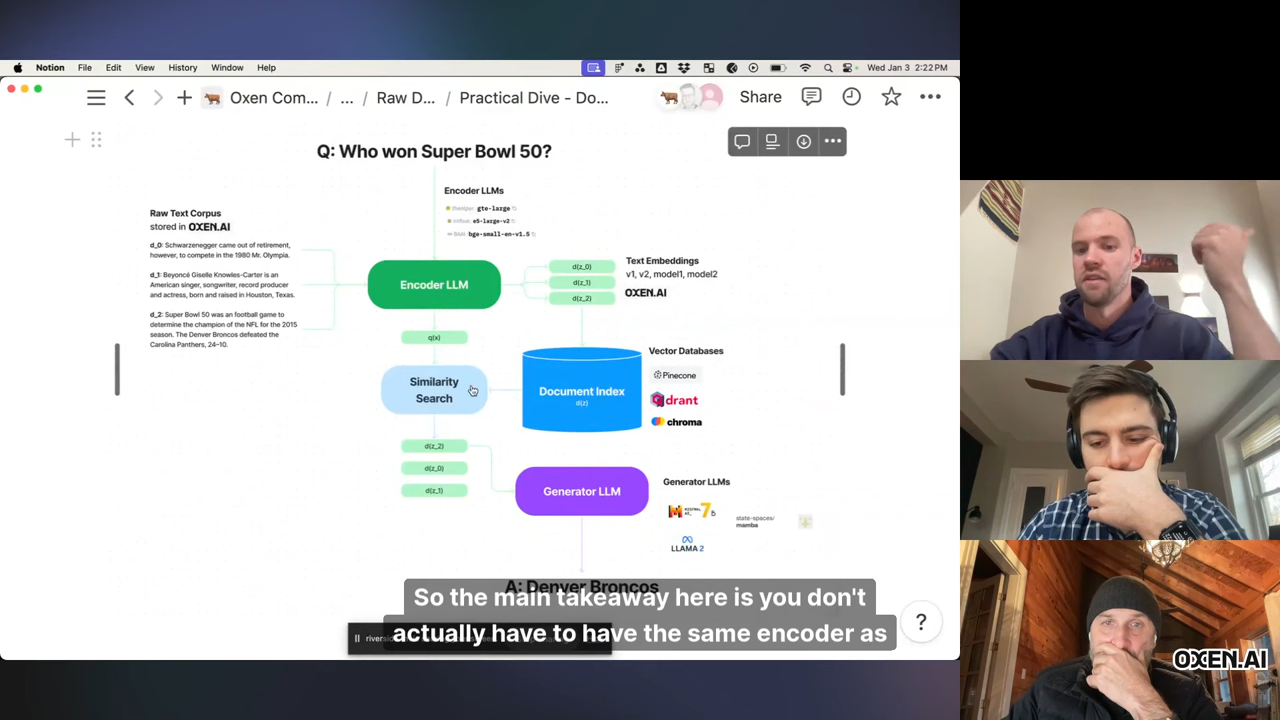 Notion File Edit View History Window Help
Wed Jan 3 2:22 PM
Oxen Com... / ... / Raw D... / Practical Dive - Do...
Share
Q: Who won Super Bowl 50?
Encoder LLMs
gte-large
e5-large-v2
bge-small-en-v1.5
Raw Text Corpus
stored in OXEN.AI
d_0: Schwarzenegger came out of retirement,
however, to compete in the 1980 Mr. Olympia.
d_1: Beyoncé Giselle Knowles-Carter is an
American singer, songwriter, record producer
and actress, born and raised in Houston, Texas.
d_2: Super Bowl 50 was an football game to
determine the champion of the NFL for the 2015
season. The Denver Broncos defeated the
Carolina Panthers, 24–10.
Encoder LLM
d(z_0)
d(z_1)
d(z_2)
Text Embeddings
v1, v2, model1, model2
OXEN.AI
q(x)
Similarity
Search
Document Index
d(z)
Vector Databases
Pinecone
qdrant
chroma
d(z_2)
d(z_0)
d(z_1)
Generator LLM
Generator LLMs
MISTRAL
AI_
7b
state-spaces/
mamba
LLAMA 2
A: Denver Broncos
So the main takeaway here is you don't
actually have to have the same encoder as
?
OXEN.AI